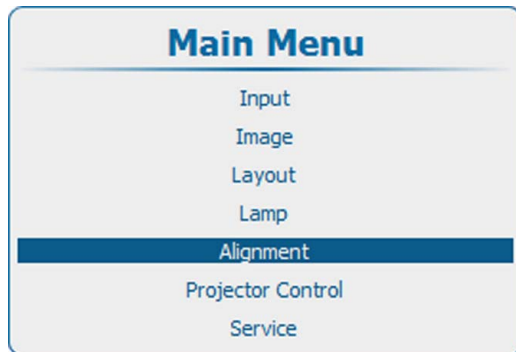 Main Menu
Input
Image
Layout
Lamp
Alignment
Projector Control
Service